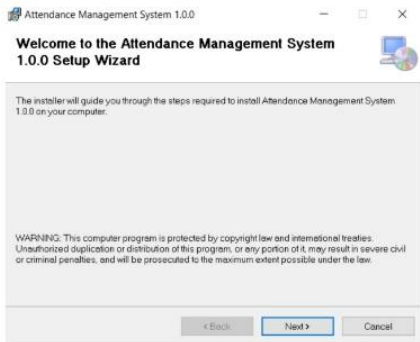 Attendance Management System 1.0.0
Welcome to the Attendance Management System
1.0.0 Setup Wizard
The installer will guide you through the steps required to install Attendance Management System
1.0.0 on your computer.
WARNING: This computer program is protected by copyright law and international treaties.
Unauthorized duplication or distribution of this program, or any portion of it, may result in severe civil
or criminal penalties, and will be prosecuted to the maximum extent possible under the law.
< Back Next > Cancel